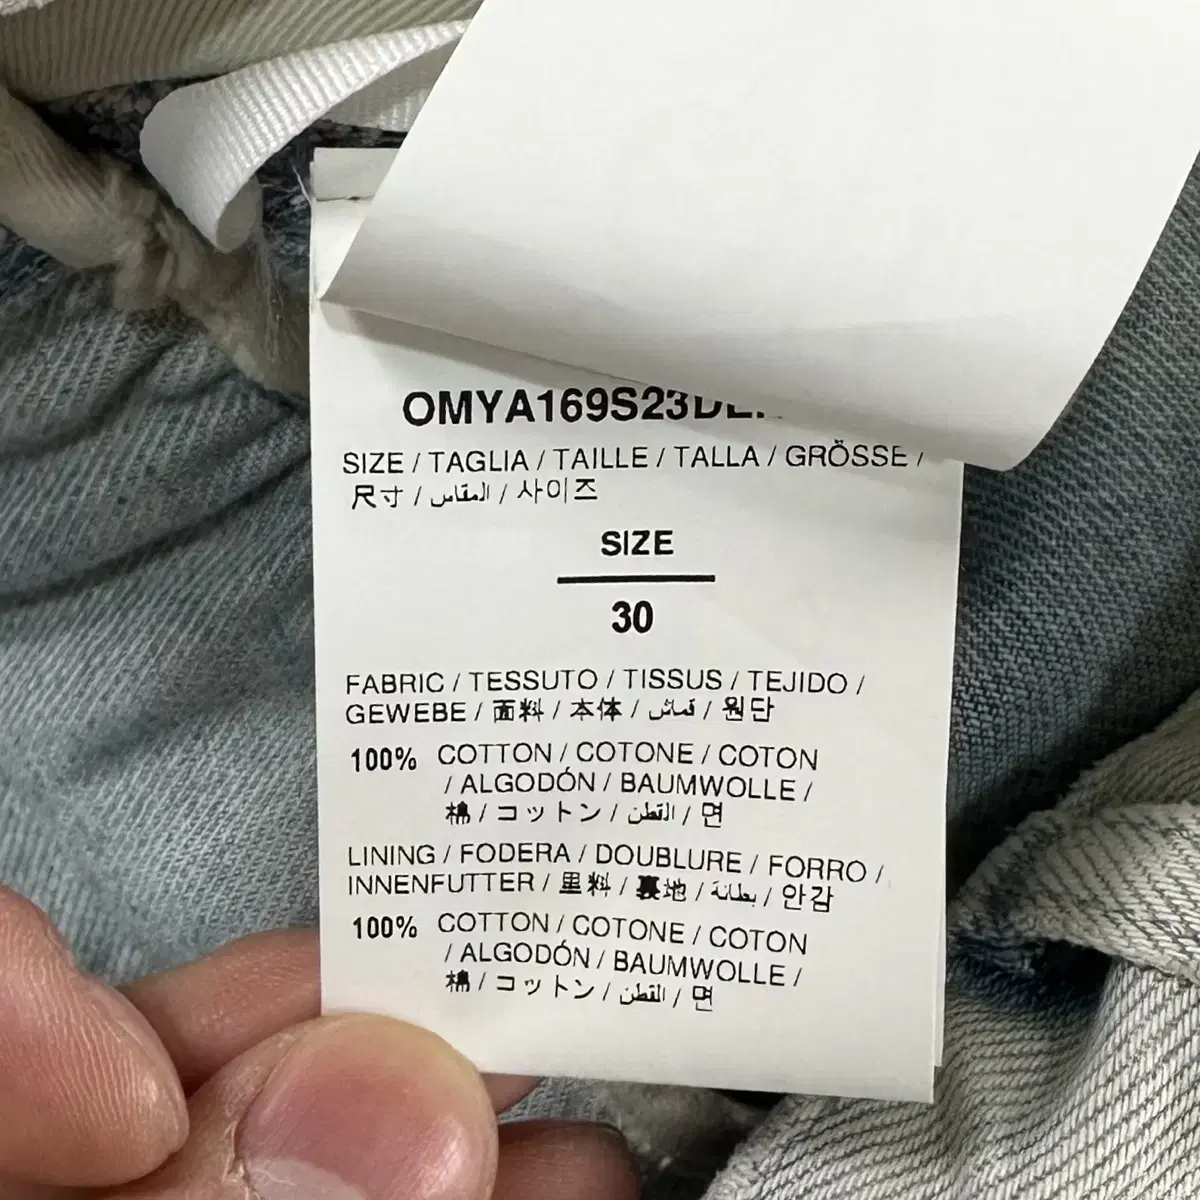 OMYA169S23DE
SIZE / TAGLIA / TAILLE / TALLA / GRÖSSE /
尺寸 / المقاس / 사이즈
SIZE
30
FABRIC / TESSUTO / TISSUS / TEJIDO /
GEWEBE / 面料 / 本体 / قماش / 원단
100% COTTON / COTONE / COTON
/ ALGODÓN / BAUMWOLLE /
棉 / コットン / القطن / 면
LINING / FODERA / DOUBLURE / FORRO /
INNENFUTTER / 里料 / 裏地 / بطانة / 안감
100% COTTON / COTONE / COTON
/ ALGODÓN / BAUMWOLLE /
棉 / コットン / القطن / 면